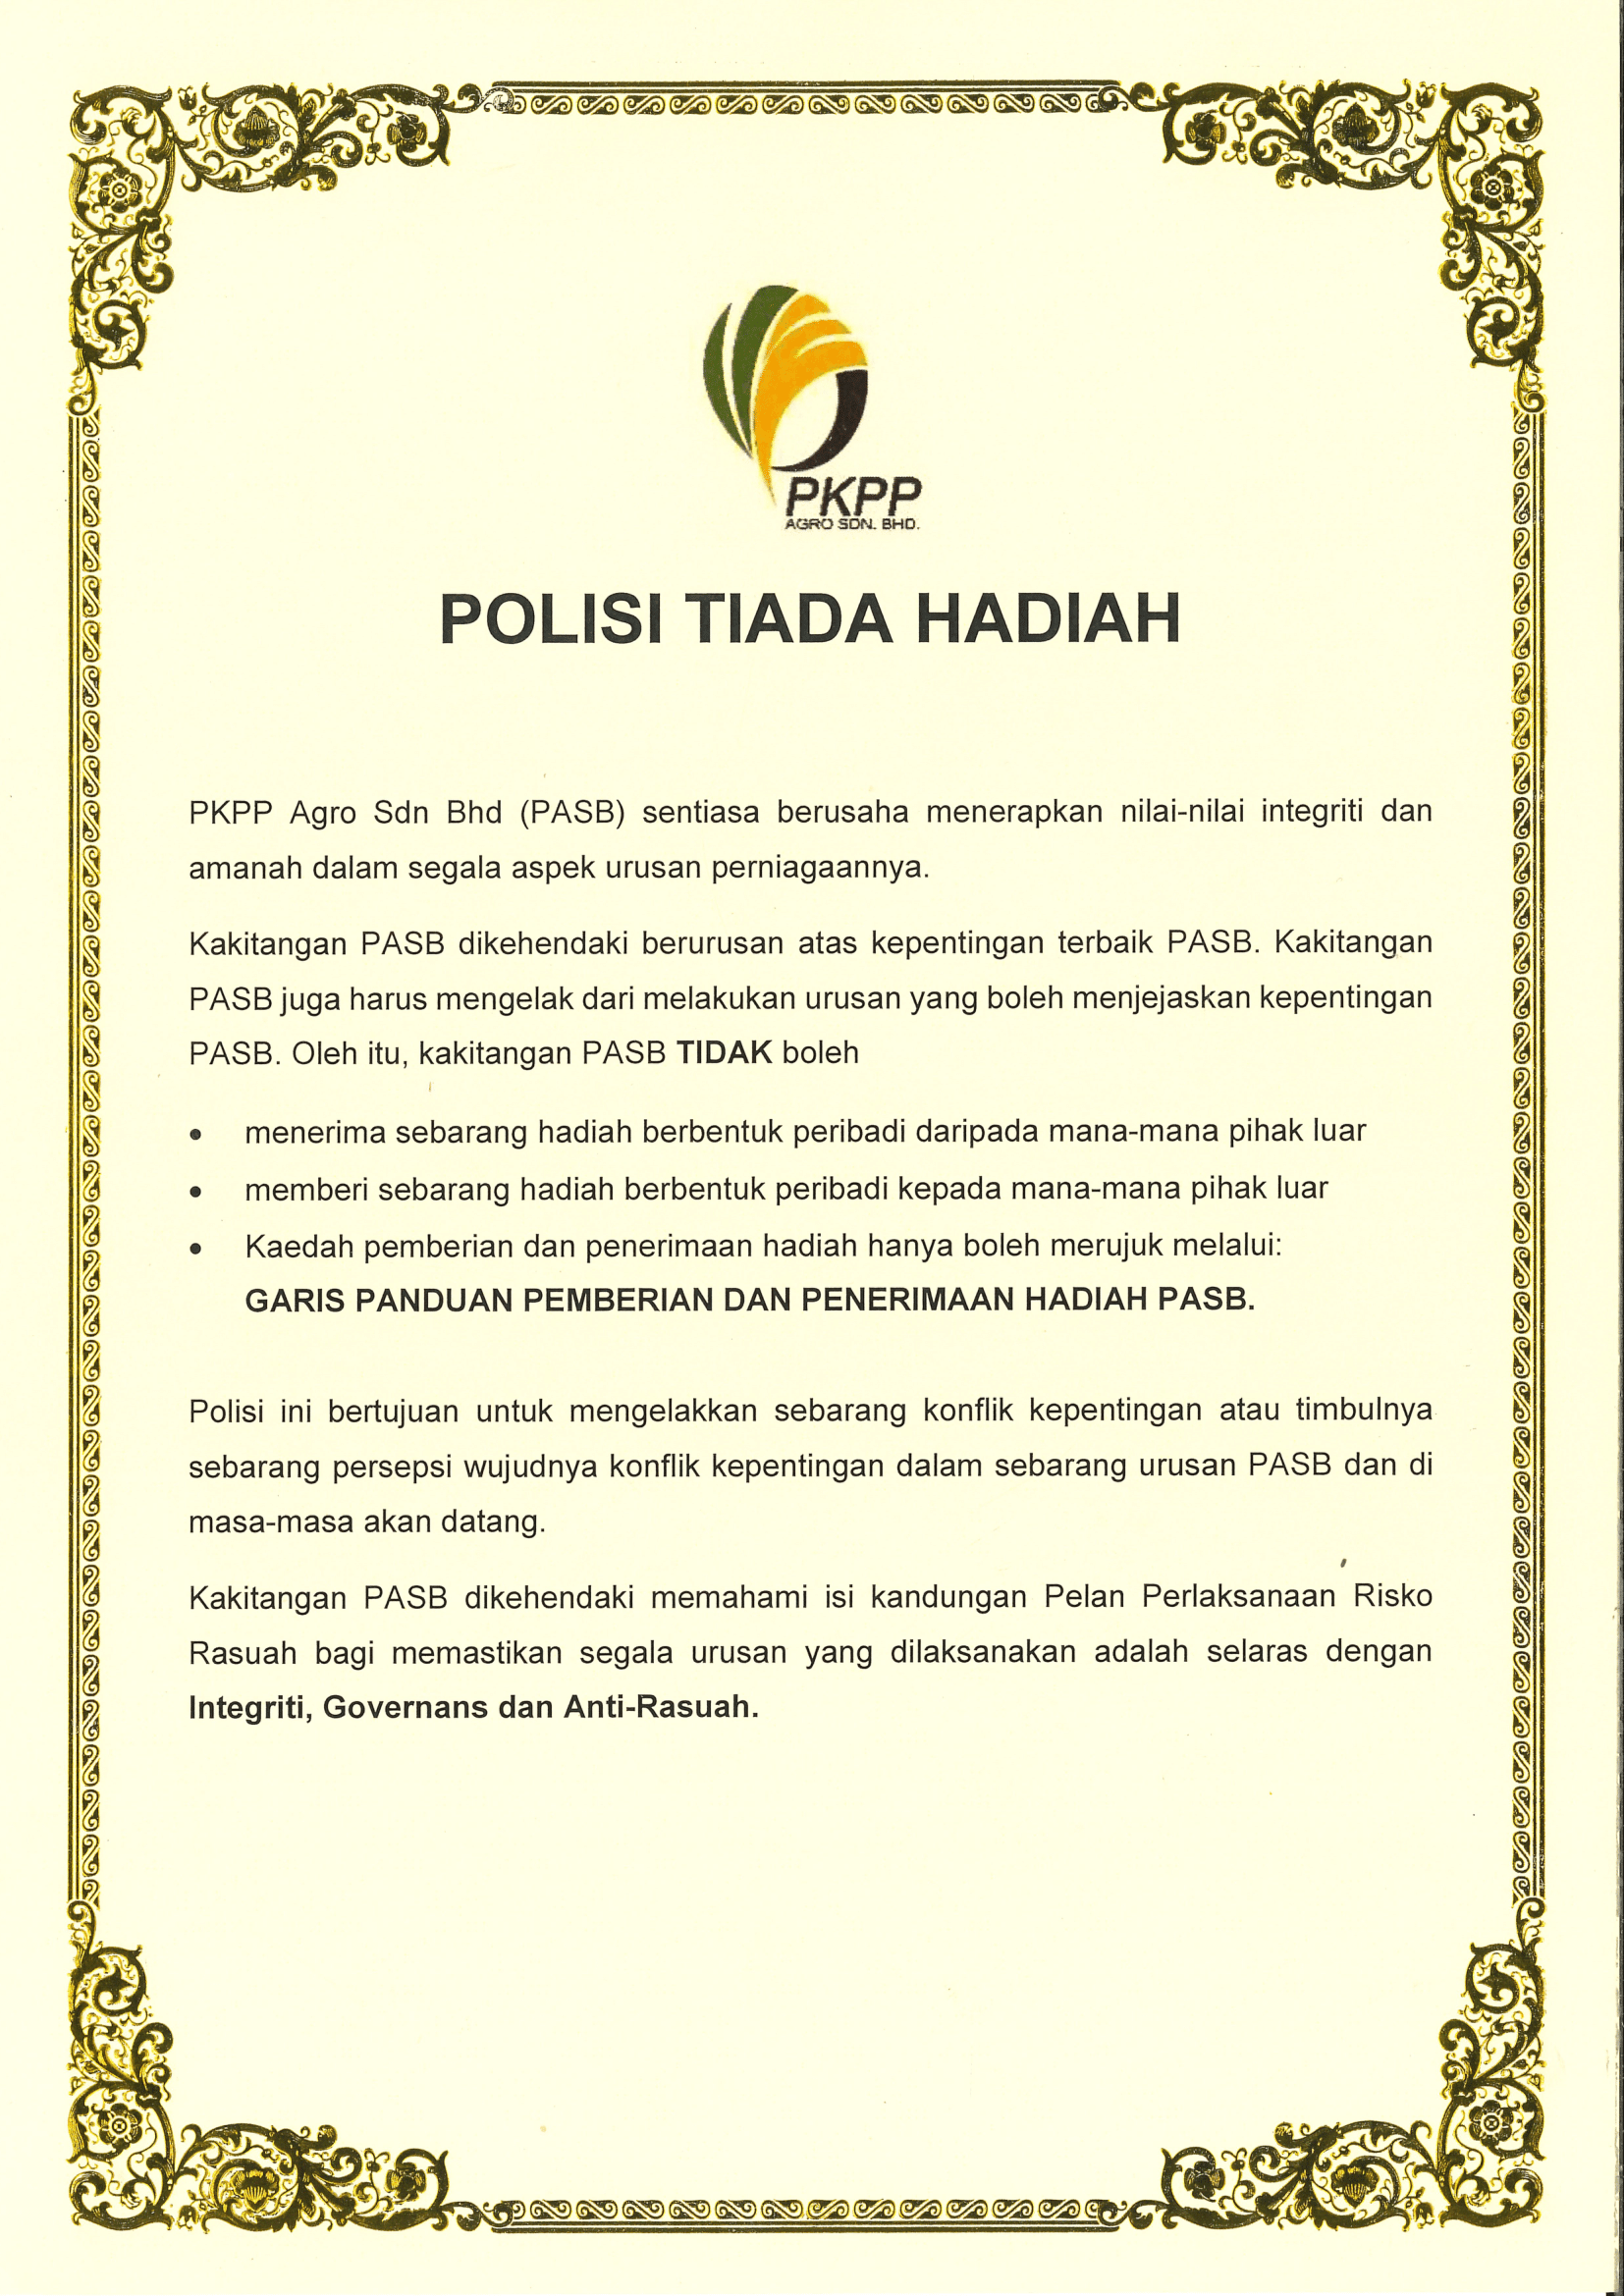 PKPP
AGRO SDN. BHD.
POLISI TIADA HADIAH
PKPP Agro Sdn Bhd (PASB) sentiasa berusaha menerapkan nilai-nilai integriti dan
amanah dalam segala aspek urusan perniagaannya.
Kakitangan PASB dikehendaki berurusan atas kepentingan terbaik PASB. Kakitangan
PASB juga harus mengelak dari melakukan urusan yang boleh menjejaskan kepentingan
PASB. Oleh itu, kakitangan PASB TIDAK boleh
• menerima sebarang hadiah berbentuk peribadi daripada mana-mana pihak luar
• memberi sebarang hadiah berbentuk peribadi kepada mana-mana pihak luar
• Kaedah pemberian dan penerimaan hadiah hanya boleh merujuk melalui:
GARIS PANDUAN PEMBERIAN DAN PENERIMAAN HADIAH PASB.
Polisi ini bertujuan untuk mengelakkan sebarang konflik kepentingan atau timbulnya
sebarang persepsi wujudnya konflik kepentingan dalam sebarang urusan PASB dan di
masa-masa akan datang.
Kakitangan PASB dikehendaki memahami isi kandungan Pelan Perlaksanaan Risko
Rasuah bagi memastikan segala urusan yang dilaksanakan adalah selaras dengan
Integriti, Governans dan Anti-Rasuah.